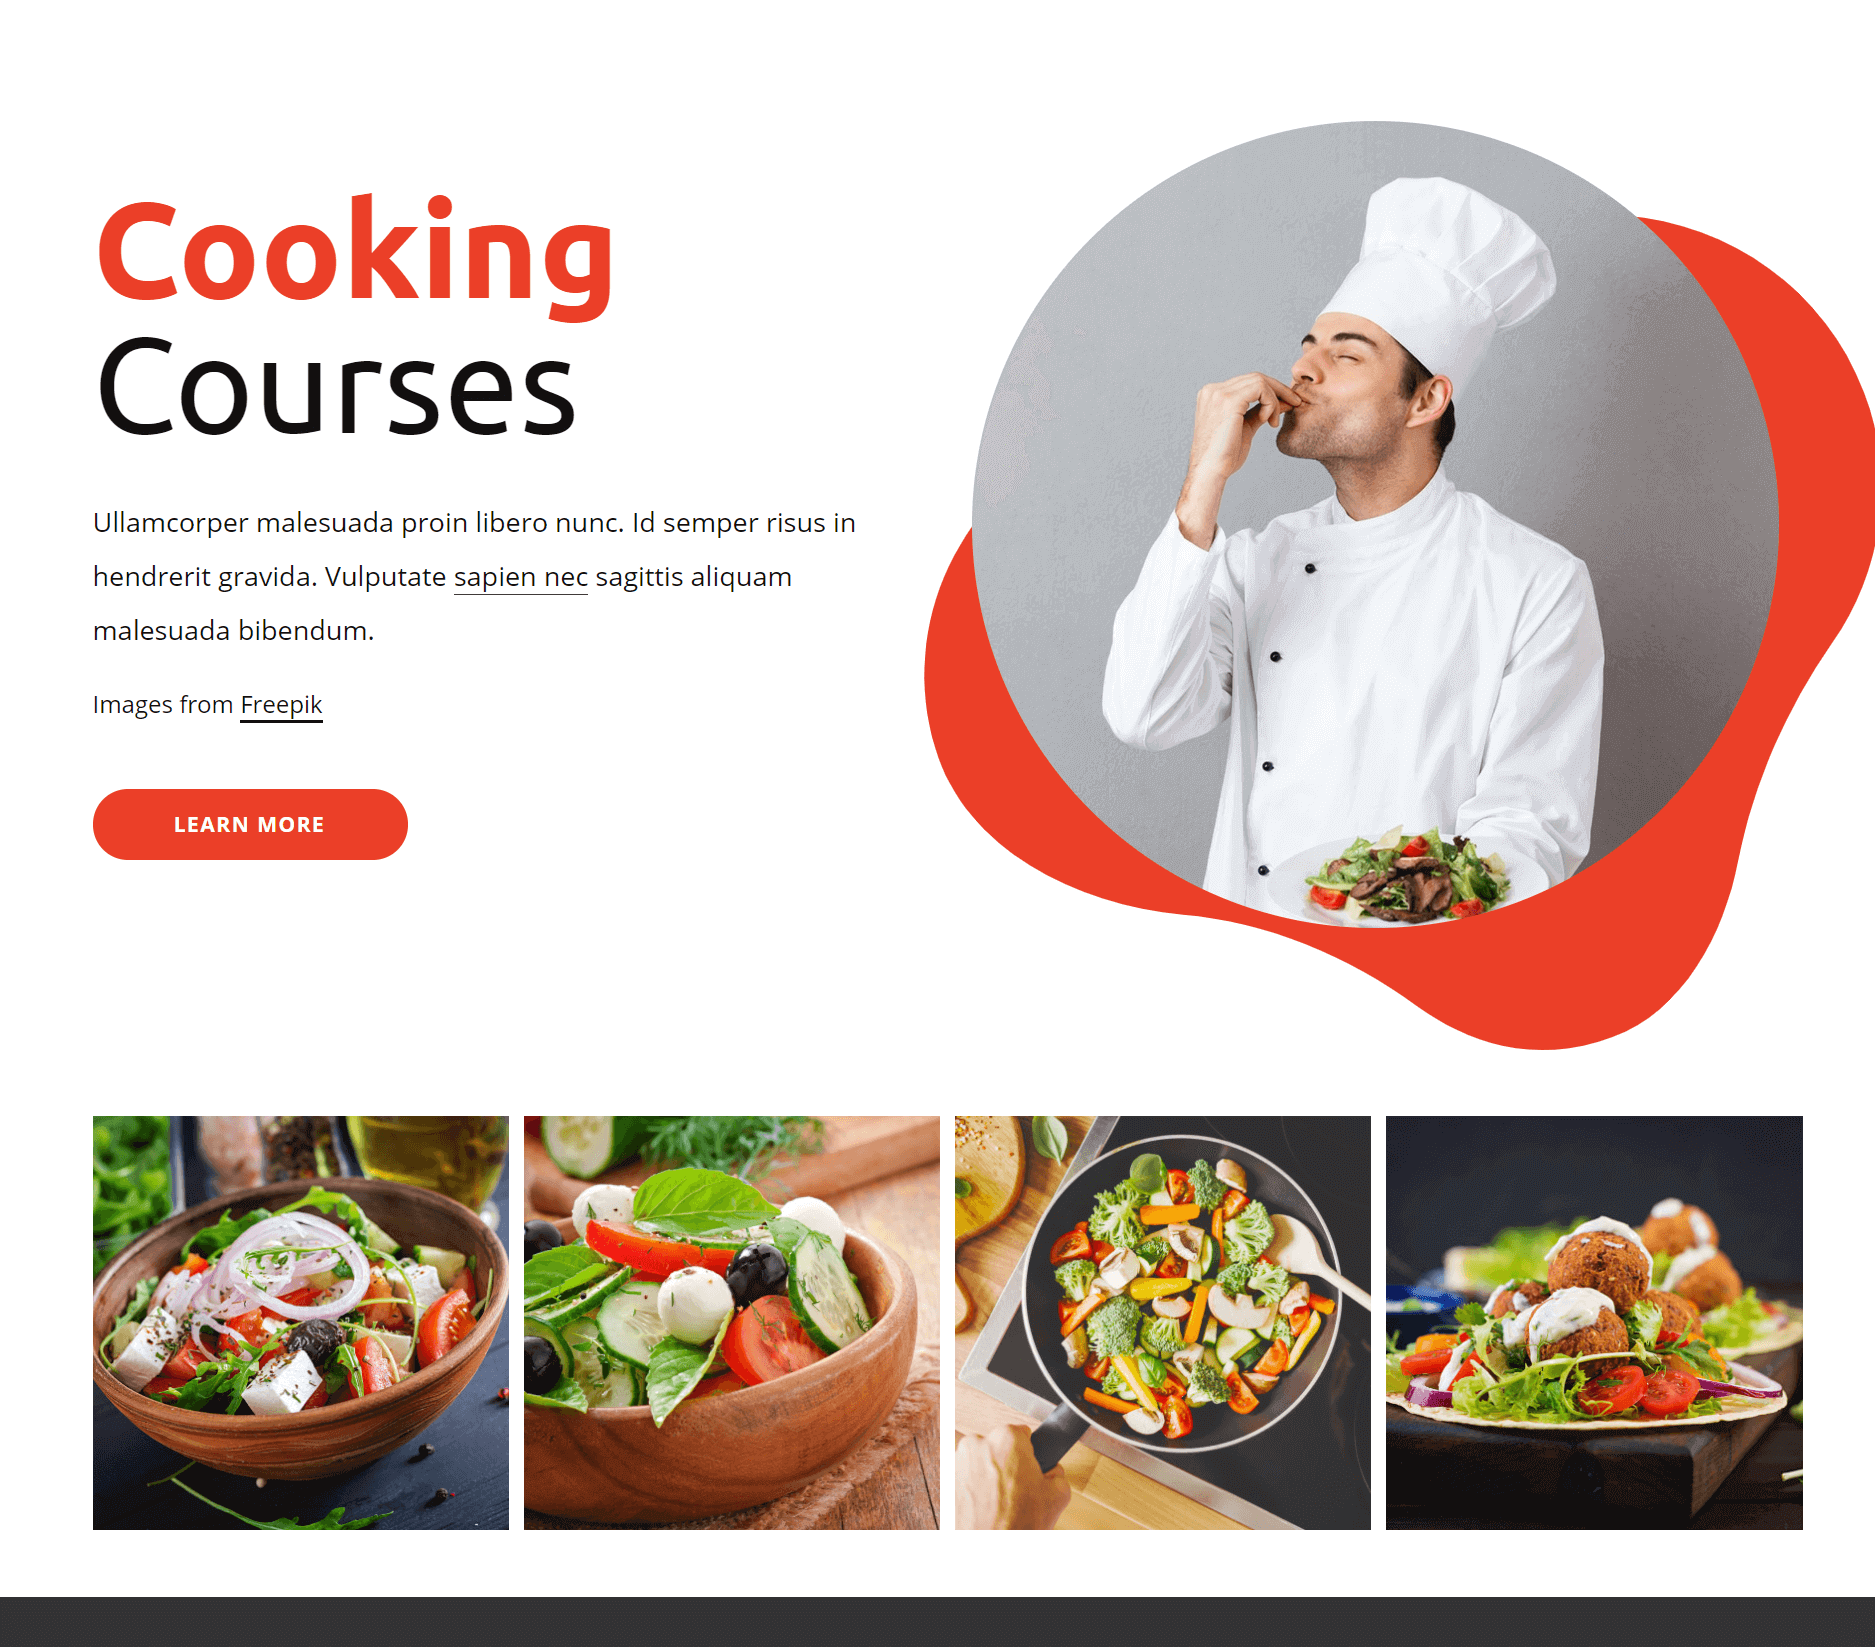 Cooking
Courses
Ullamcorper malesuada proin libero nunc. Id semper risus in
hendrerit gravida. Vulputate sapien nec sagittis aliquam
malesuada bibendum.
Images from Freepik
LEARN MORE